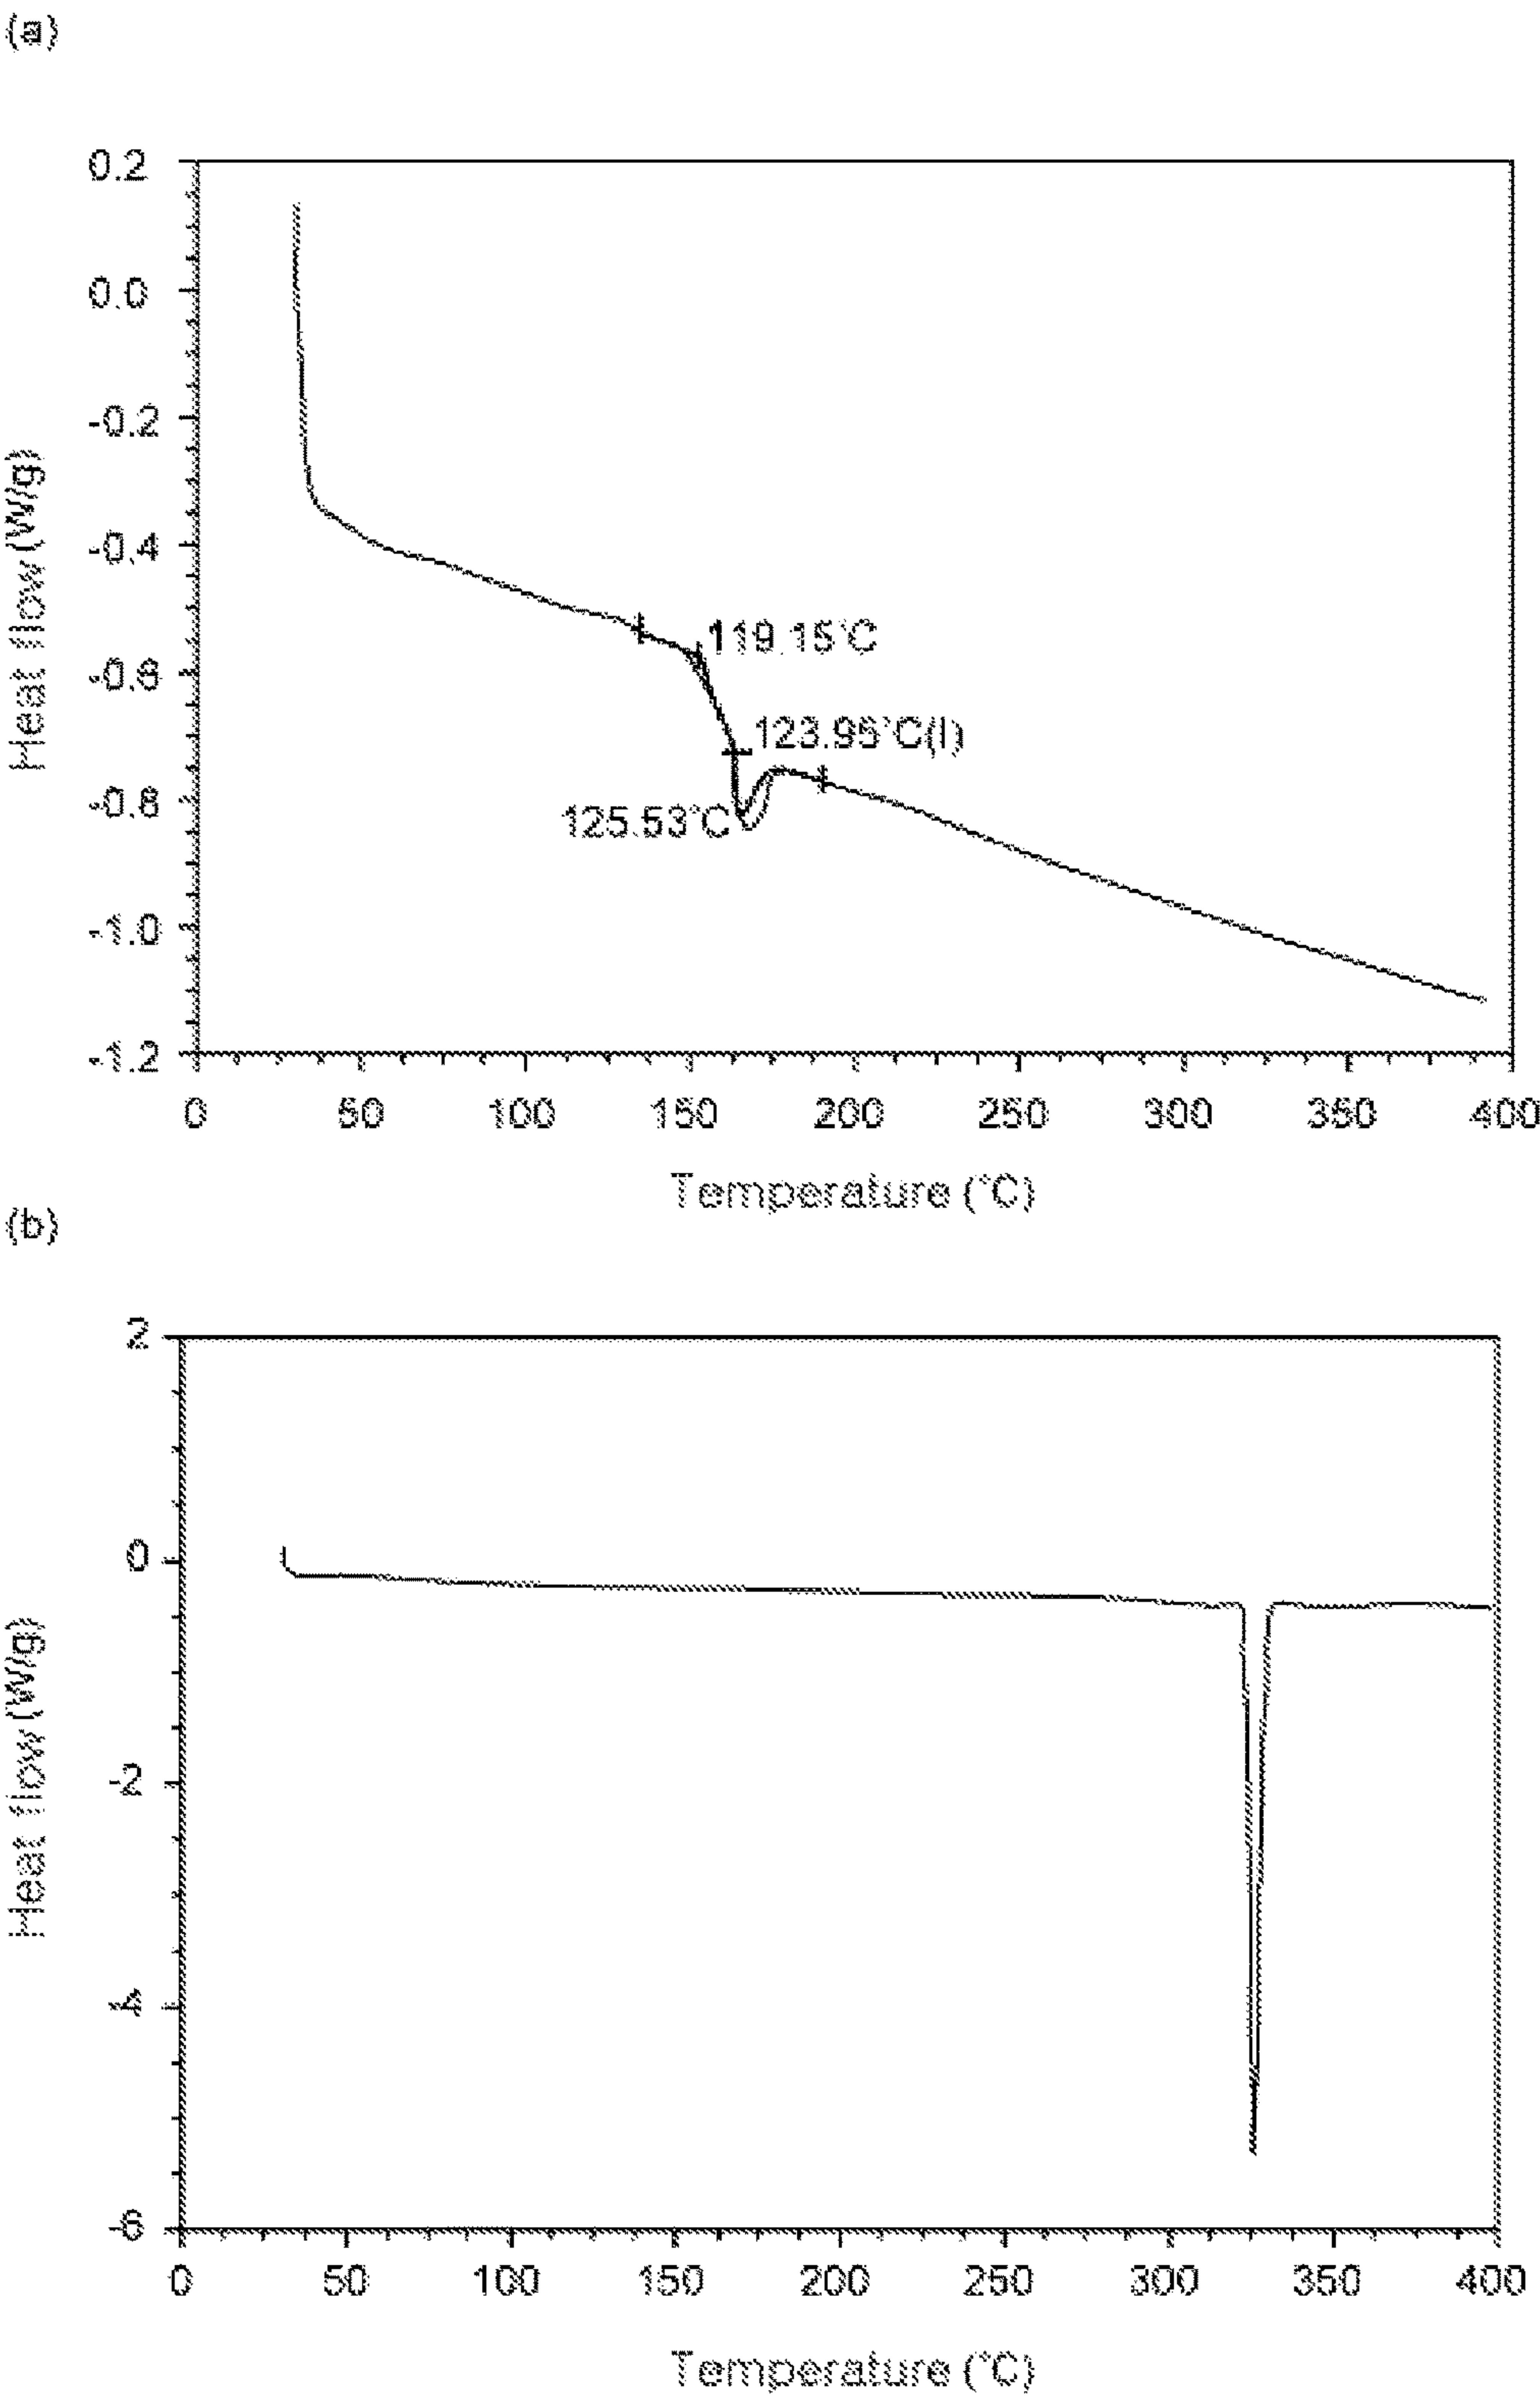 (a)
0.2
0.0
-0.2
-0.4
-0.6
-0.8
-1.0
-1.2
Heat flow (W/g)
119.15°C
123.95°C(I)
125.53°C
0 50 100 150 200 250 300 350 400
Temperature (°C)
(b)
2
0
-2
-4
-6
Heat flow (W/g)
0 50 100 150 200 250 300 350 400
Temperature (°C)